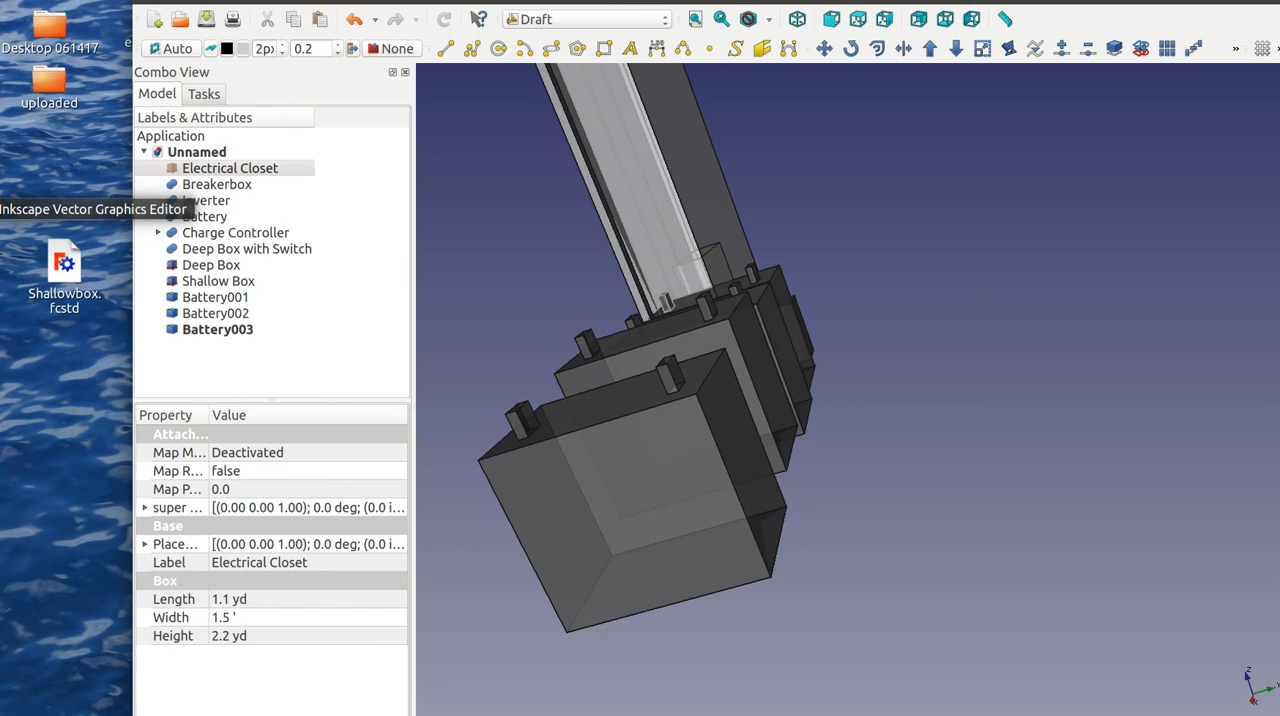 Desktop 061417
e
uploaded
Inkscape Vector Graphics Editor
Shallowbox.
fcstd
Draft
Auto
2p
0.2
None
Combo View
Model
Tasks
Labels & Attributes
Application
Unnamed
Electrical Closet
Breakerbox
verter
Battery
Charge Controller
Deep Box with Switch
Deep Box
Shallow Box
Battery001
Battery002
Battery003
Property Value
Attach...
Map M... Deactivated
Map R... false
Map P... 0.0
super ... [(0.00 0.00 1.00); 0.0 deg; (0.0 i...
Base
Place... [(0.00 0.00 1.00); 0.0 deg; (0.0 i...
Label Electrical Closet
Box
Length 1.1 yd
Width 1.5 '
Height 2.2 yd
Z
Y
X